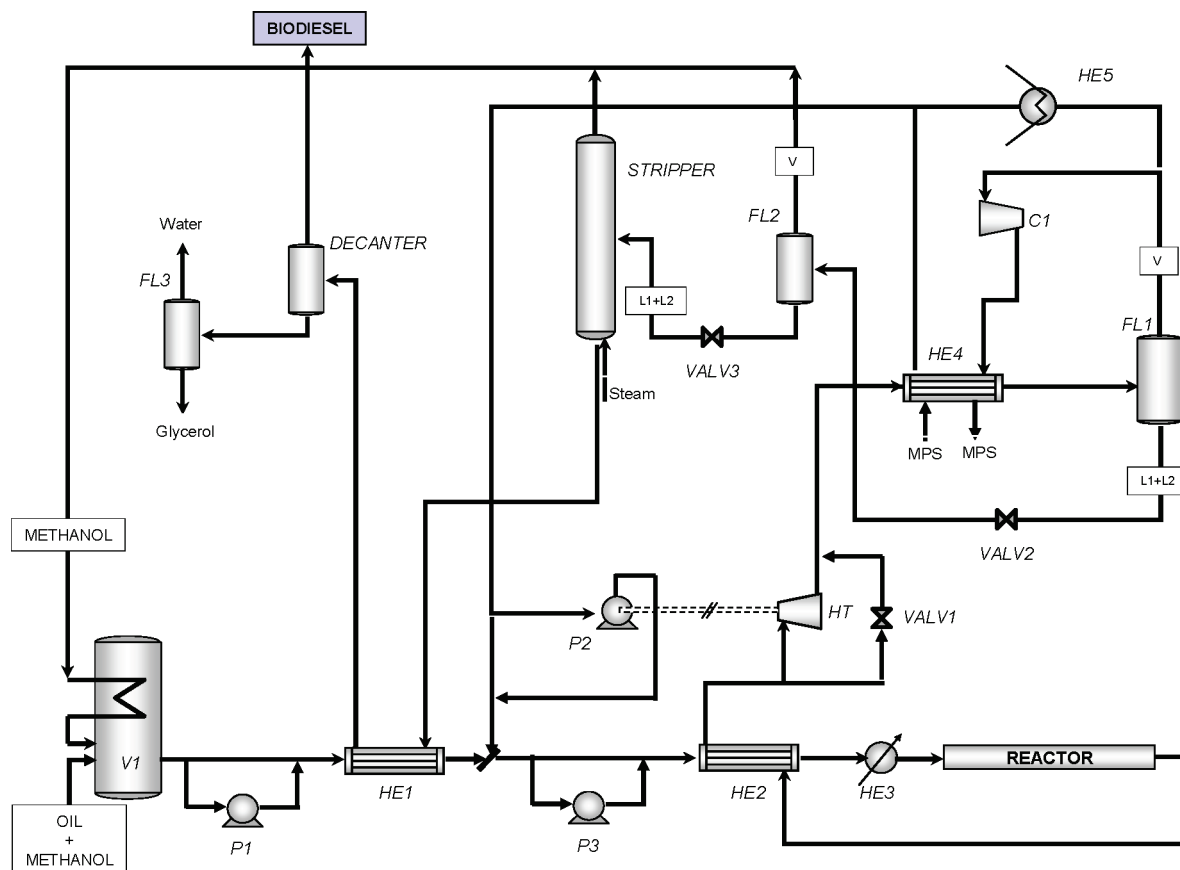 BIODIESEL
HE5
STRIPPER
V
FL2
C1
Water
DECANTER
FL3
V
L1+L2
FL1
HE4
VALV3
Steam
Glycerol
MPS
MPS
L1+L2
METHANOL
VALV2
HT
VALV1
P2
V1
REACTOR
HE1
HE2
HE3
OIL
+
METHANOL
P1
P3